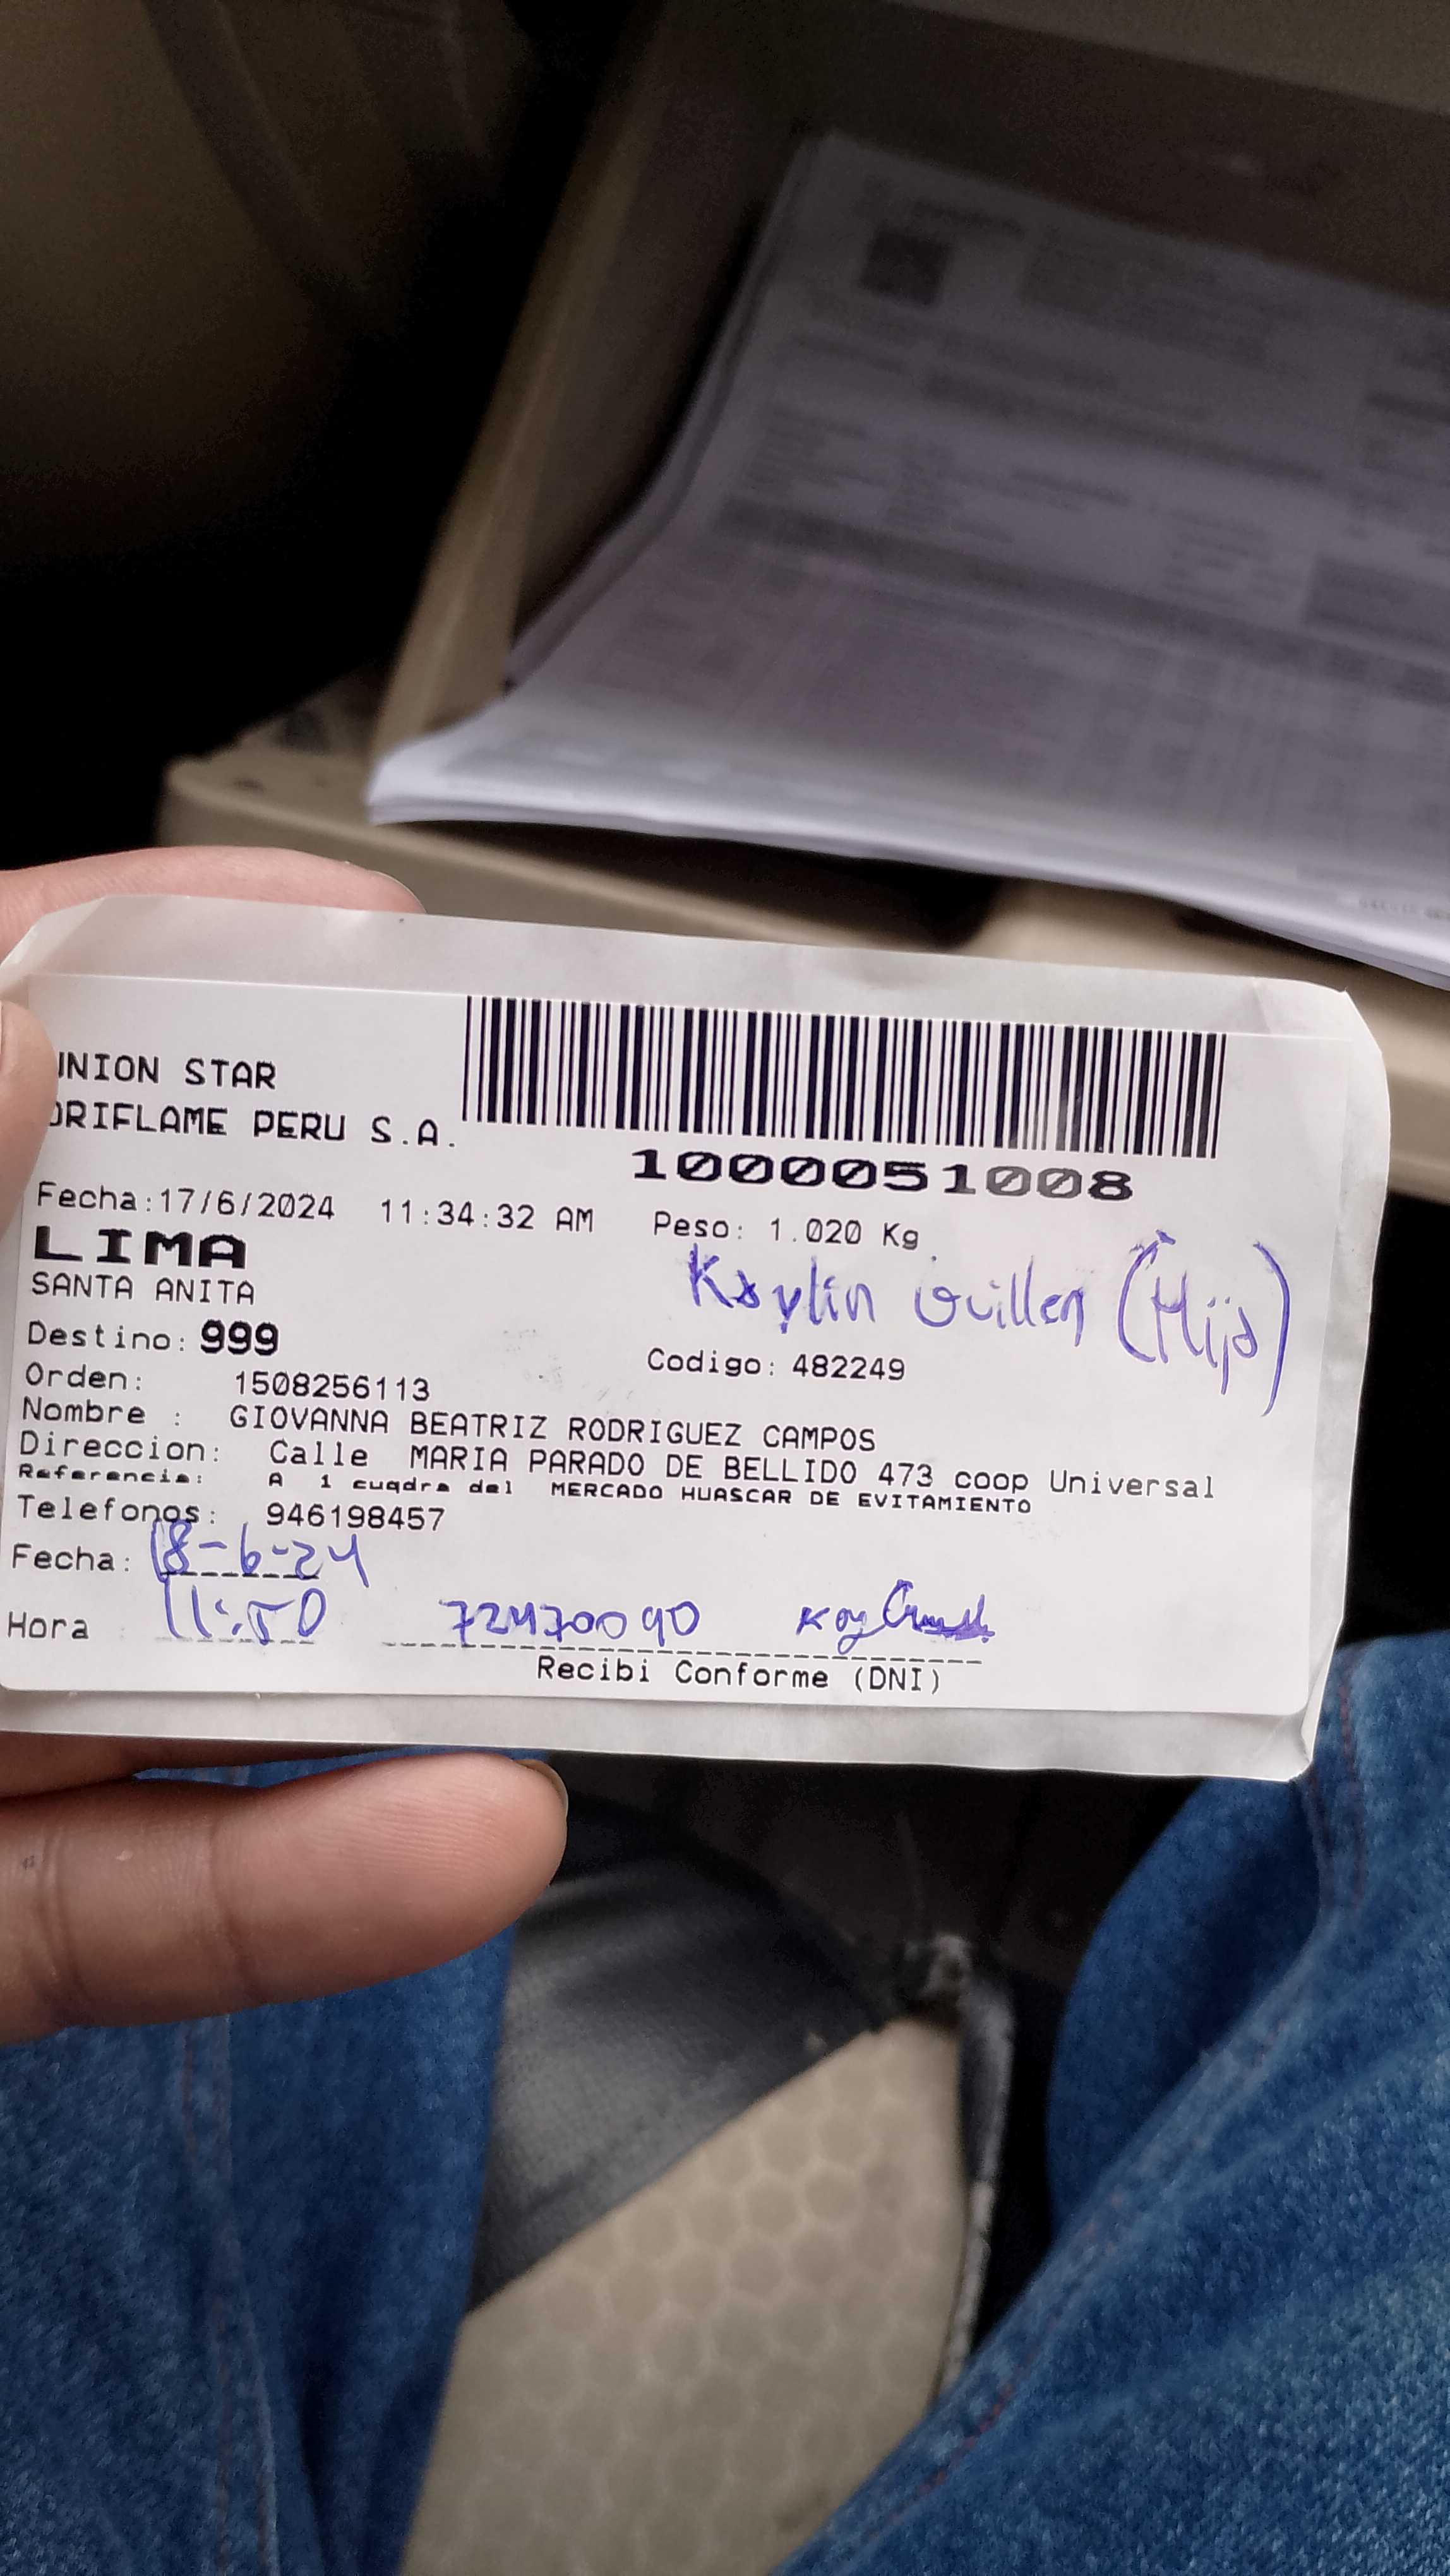 UNION STAR
ORIFLAME PERU S.A.
1000051008
Fecha:17/6/2024 11:34:32 AM Peso: 1.020 Kg.
LIMA
SANTA ANITA
Kaylin Guillen (Hijo)
Destino: 999
Codigo: 482249
Orden: 1508256113
Nombre : GIOVANNA BEATRIZ RODRIGUEZ CAMPOS
Direccion: Calle MARIA PARADO DE BELLIDO 473 coop Universal
Referencia: A 1 cuadra del MERCADO HUASCAR DE EVITAMIENTO
Telefonos: 946198457
Fecha: 18-6-24
Hora : 11:50 72470090
Recibi Conforme (DNI)